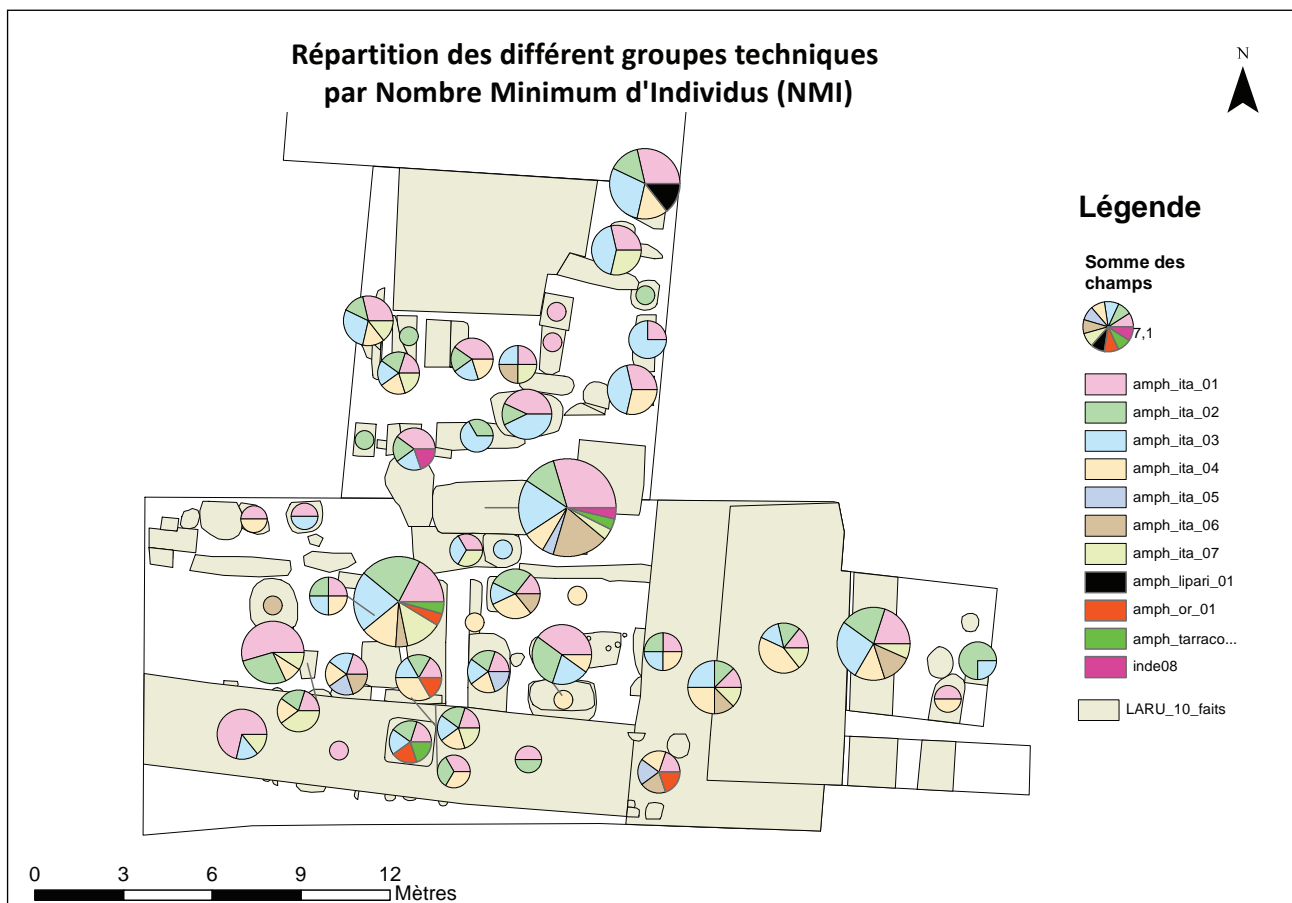 Répartition des différent groupes techniques
par Nombre Minimum d'Individus (NMI)
N
Légende
Somme des
champs
7,1
amph_ita_01
amph_ita_02
amph_ita_03
amph_ita_04
amph_ita_05
amph_ita_06
amph_ita_07
amph_lipari_01
amph_or_01
amph_tarraco...
inde08
LARU_10_faits
0 3 6 9 12
Mètres